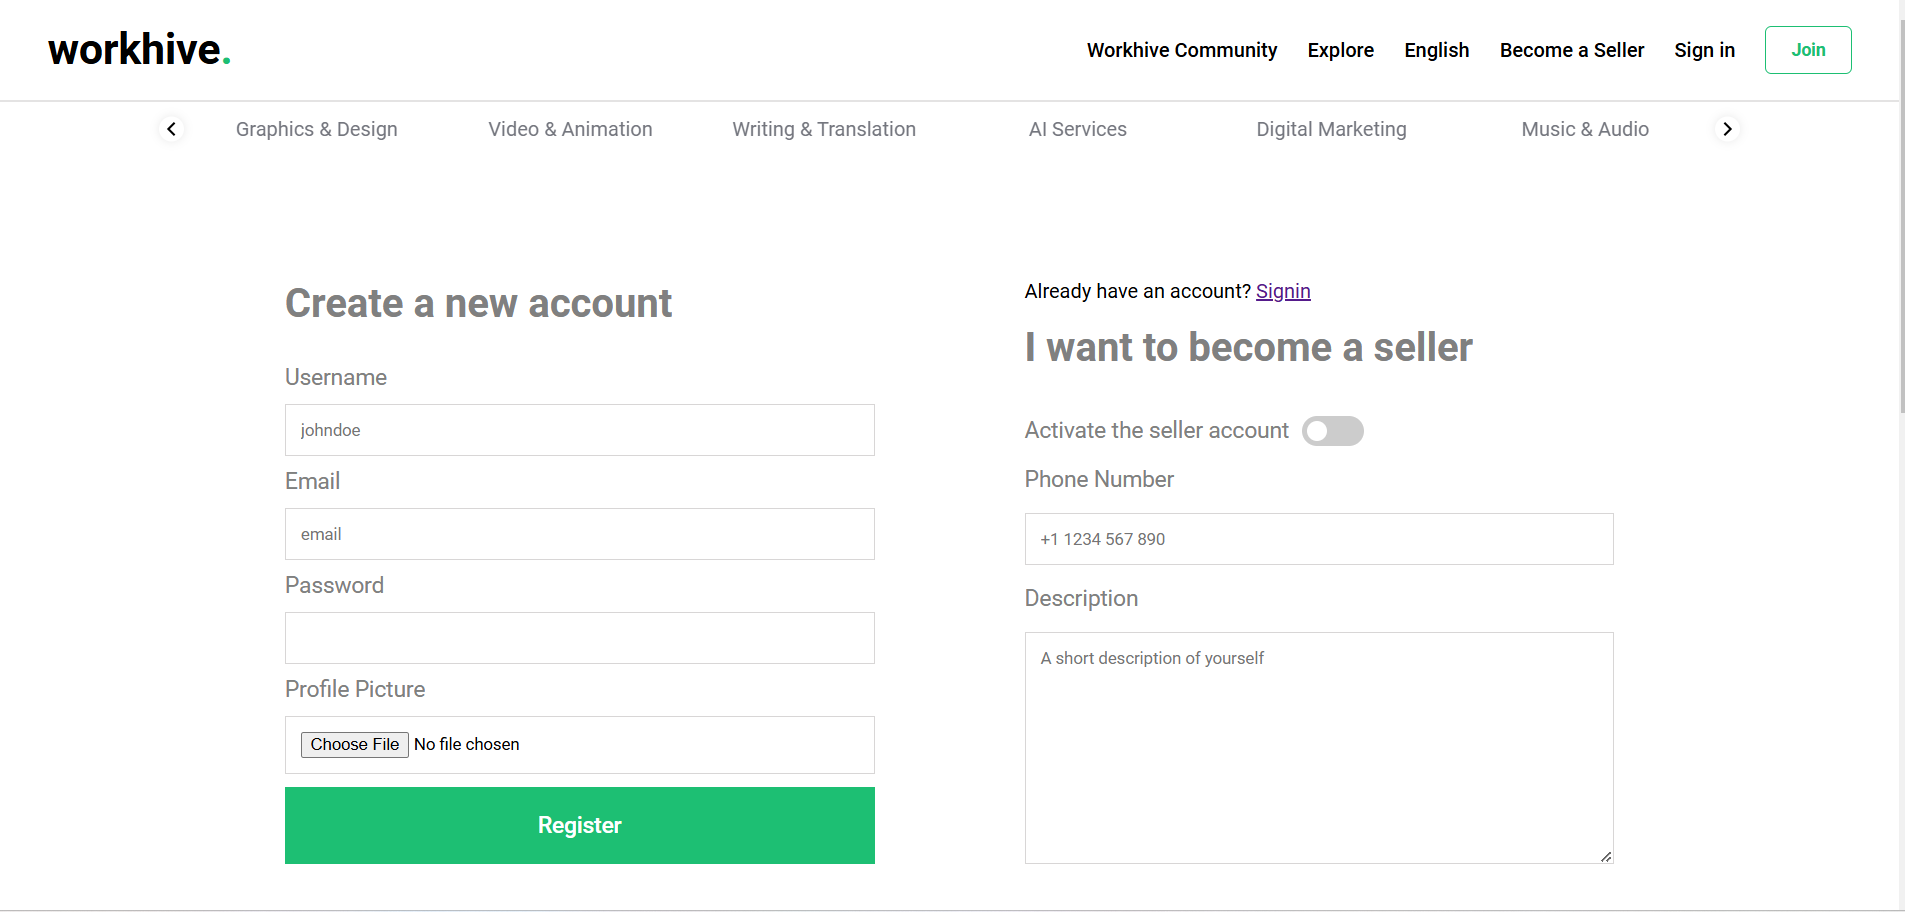 workhive.
Workhive Community Explore English Become a Seller Sign in Join
Graphics & Design Video & Animation Writing & Translation AI Services Digital Marketing Music & Audio
Create a new account
Username
johndoe
Email
email
Password
Profile Picture
Choose File No file chosen
Register
Already have an account? Signin
I want to become a seller
Activate the seller account
Phone Number
+1 1234 567 890
Description
A short description of yourself